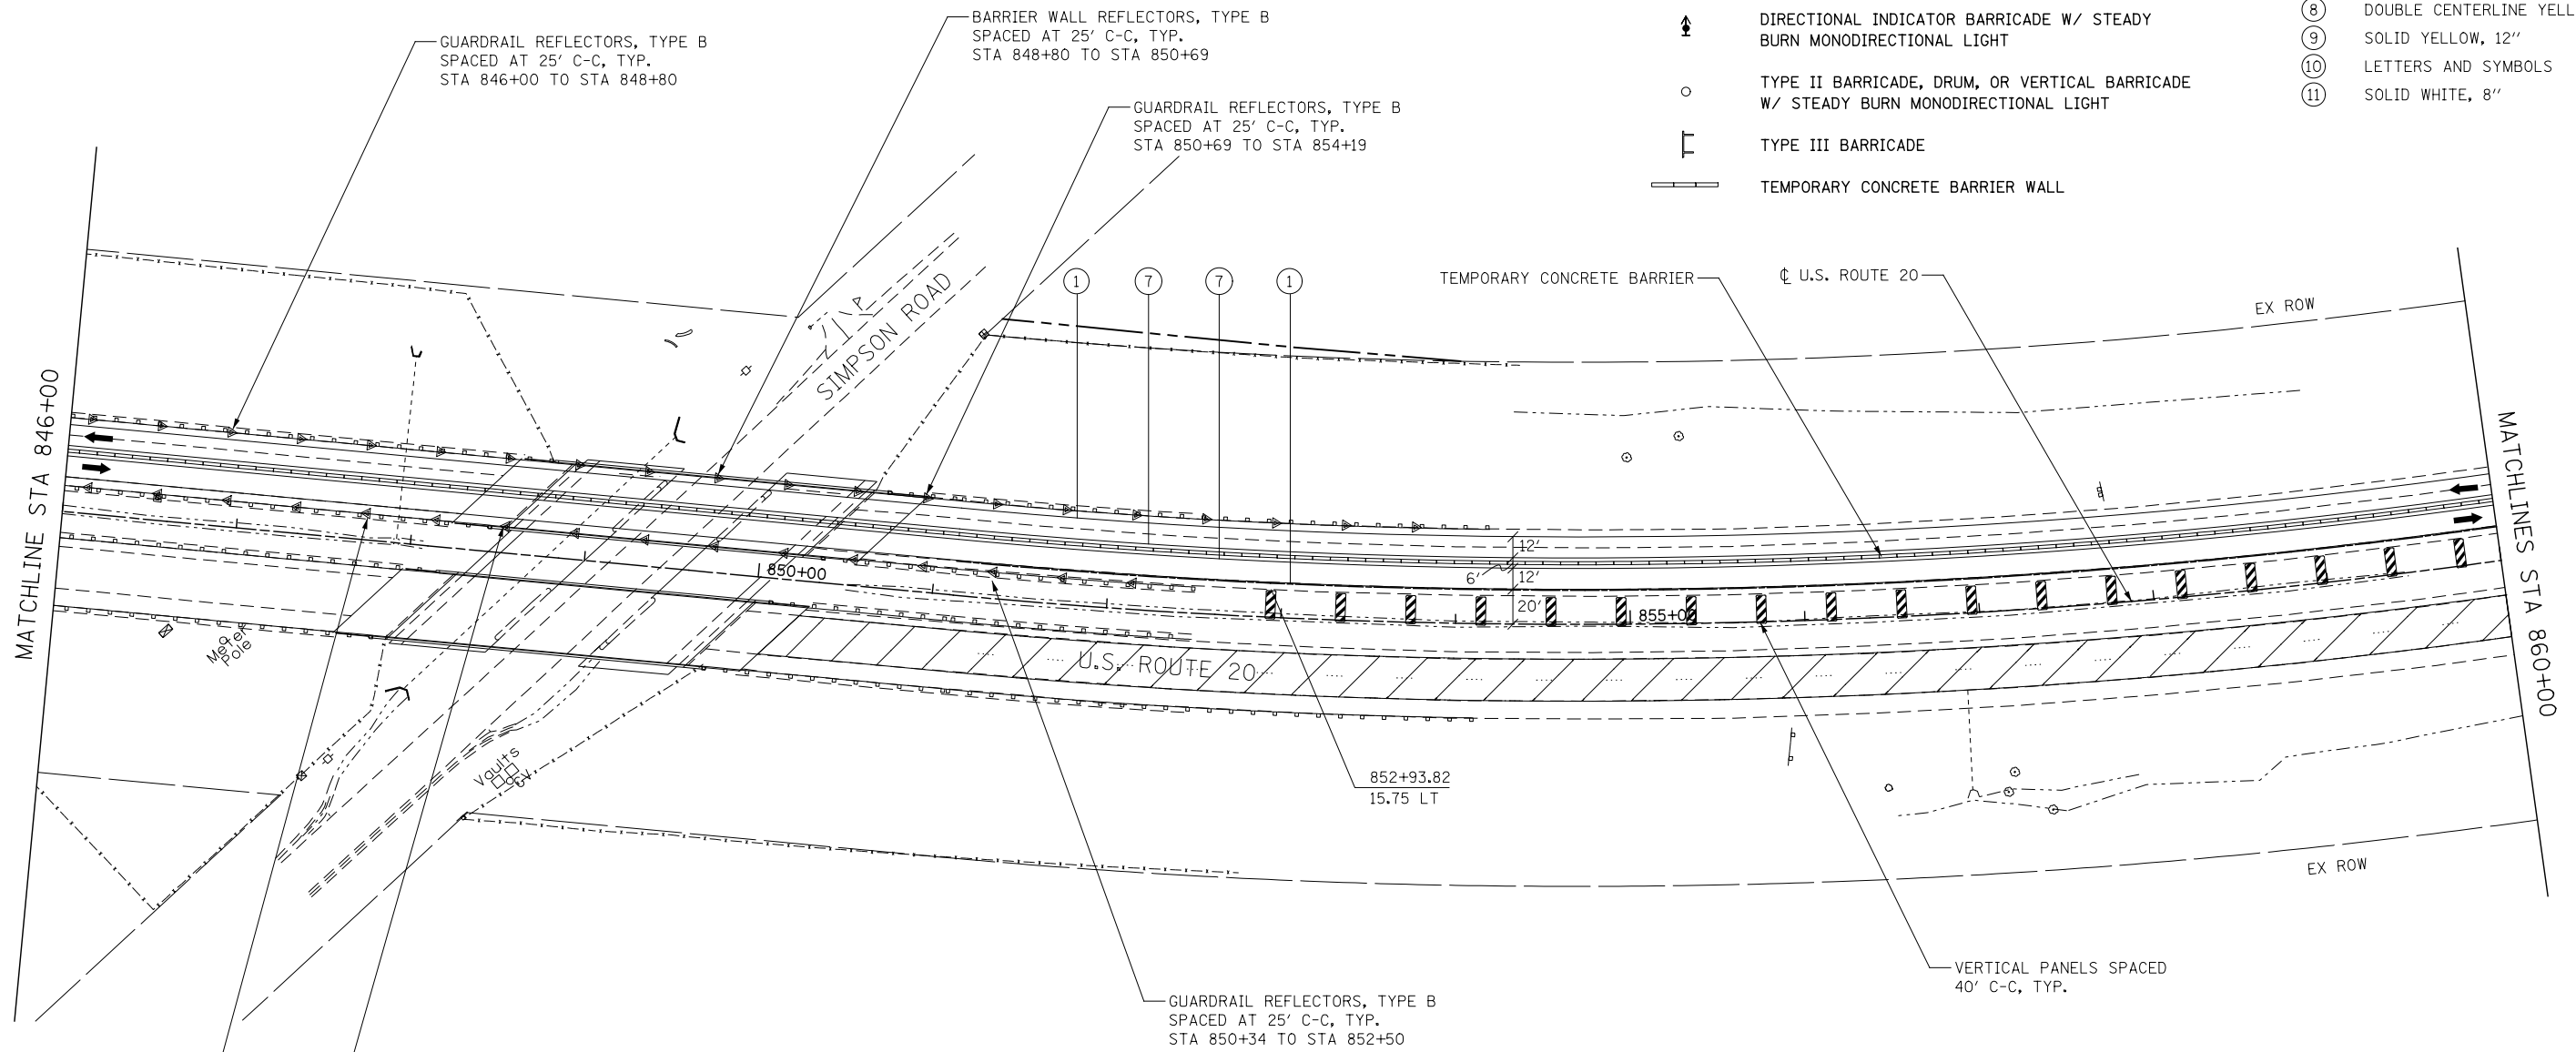 GUARDRAIL REFLECTORS, TYPE B
SPACED AT 25' C-C, TYP.
STA 846+00 TO STA 848+80
BARRIER WALL REFLECTORS, TYPE B
SPACED AT 25' C-C, TYP.
STA 848+80 TO STA 850+69
GUARDRAIL REFLECTORS, TYPE B
SPACED AT 25' C-C, TYP.
STA 850+69 TO STA 854+19
DIRECTIONAL INDICATOR BARRICADE W/ STEADY
BURN MONODIRECTIONAL LIGHT
TYPE II BARRICADE, DRUM, OR VERTICAL BARRICADE
W/ STEADY BURN MONODIRECTIONAL LIGHT
TYPE III BARRICADE
TEMPORARY CONCRETE BARRIER WALL
8 DOUBLE CENTERLINE YELL
9 SOLID YELLOW, 12"
10 LETTERS AND SYMBOLS
11 SOLID WHITE, 8"
1 7 7 1
TEMPORARY CONCRETE BARRIER
℄ U.S. ROUTE 20
EX ROW
SIMPSON ROAD
MATCHLINE STA 846+00
MATCHLINES STA 860+00
12'
6' 12'
20'
850+00
855+00
U.S. ROUTE 20
Meter
Pole
Vaults
GV
852+93.82
15.75 LT
EX ROW
VERTICAL PANELS SPACED
40' C-C, TYP.
GUARDRAIL REFLECTORS, TYPE B
SPACED AT 25' C-C, TYP.
STA 850+34 TO STA 852+50